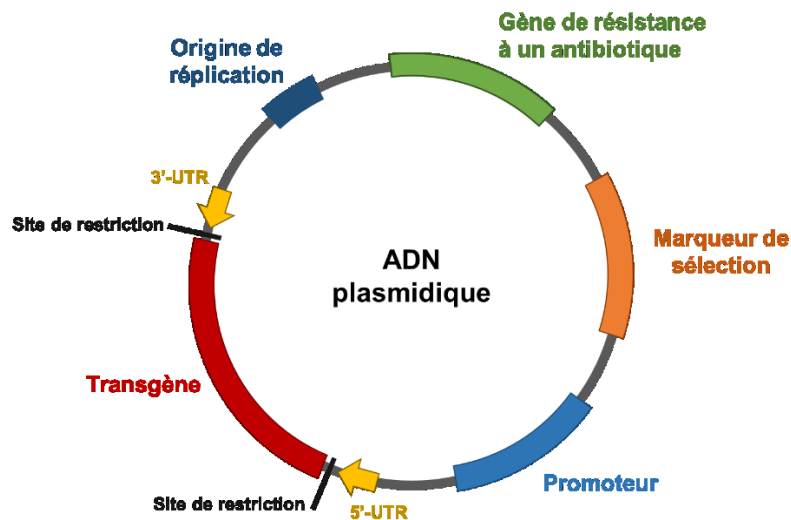 Gène de résistance
à un antibiotique
Origine de
réplication
3'-UTR
Site de restriction
Marqueur de
sélection
ADN
plasmidique
Transgène
Promoteur
Site de restriction
5'-UTR